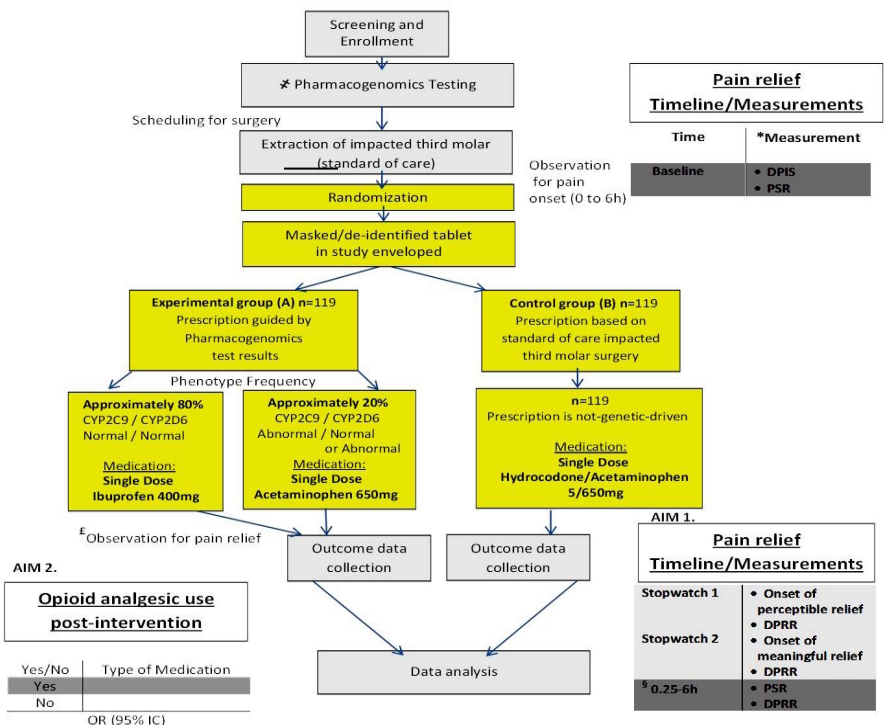 Screening and
Enrollment
≭ Pharmacogenomics Testing
Scheduling for surgery
Extraction of impacted third molar
(standard of care)
Observation
for pain
onset (0 to 6h)
Randomization
Masked/de-identified tablet
in study enveloped
Pain relief
Timeline/Measurements
Time *Measurement
Baseline • DPIS
• PSR
Experimental group (A) n=119
Prescription guided by
Pharmacogenomics
test results
Control group (B) n=119
Prescription based on
standard of care impacted
third molar surgery
Phenotype Frequency
Approximately 80%
CYP2C9 / CYP2D6
Normal / Normal
Medication:
Single Dose
Ibuprofen 400mg
Approximately 20%
CYP2C9 / CYP2D6
Abnormal / Normal
or Abnormal
Medication:
Single Dose
Acetaminophen 650mg
n=119
Prescription is not-genetic-driven
Medication:
Single Dose
Hydrocodone/Acetaminophen
5/650mg
£Observation for pain relief
Outcome data
collection
Outcome data
collection
Data analysis
AIM 1.
Pain relief
Timeline/Measurements
Stopwatch 1 • Onset of
perceptible relief
• DPRR
Stopwatch 2 • Onset of
meaningful relief
• DPRR
§ 0.25-6h • PSR
• DPRR
AIM 2.
Opioid analgesic use
post-intervention
Yes/No Type of Medication
Yes
No
OR (95% IC)